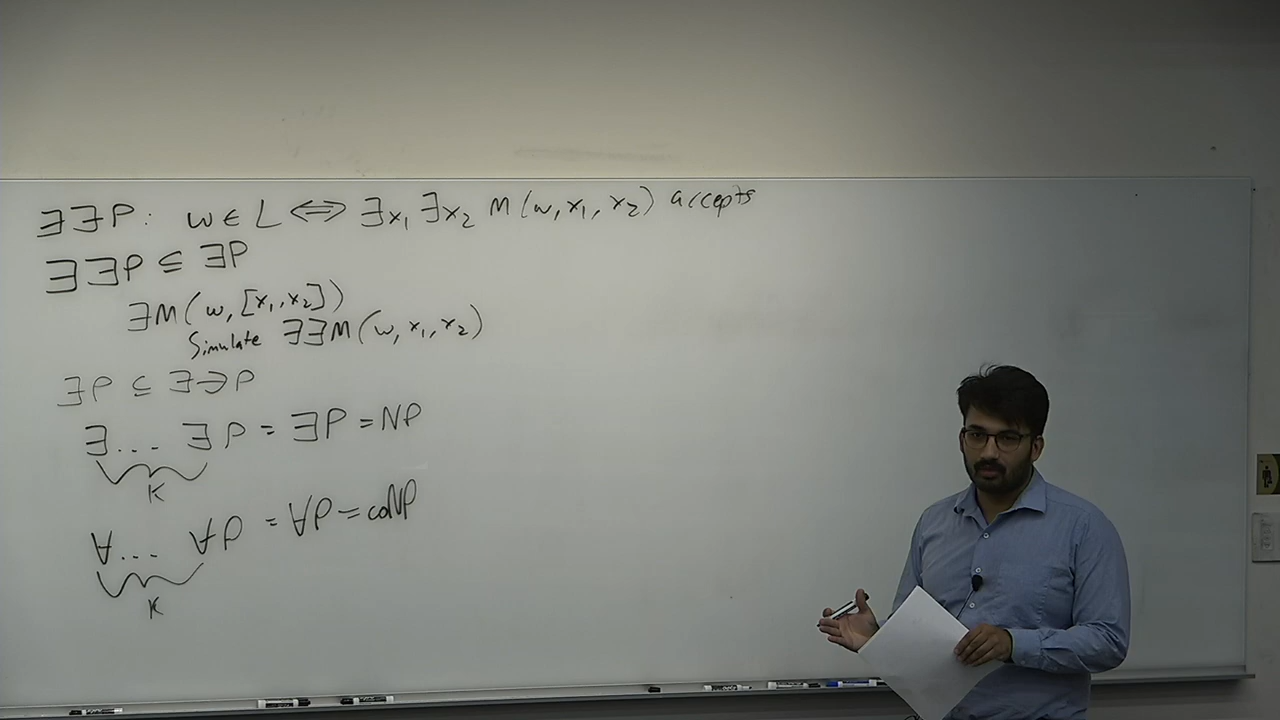 ∃∃P: w ∈ L ⟺ ∃x₁ ∃x₂ M(w, x₁, x₂) accepts
∃∃P ⊆ ∃P
∃M(w, [x₁, x₂])
Simulate ∃∃M(w, x₁, x₂)
∃P ⊆ ∃∃P
∃... ∃P = ∃P = NP
K
∀... ∀P = ∀P = coNP
K